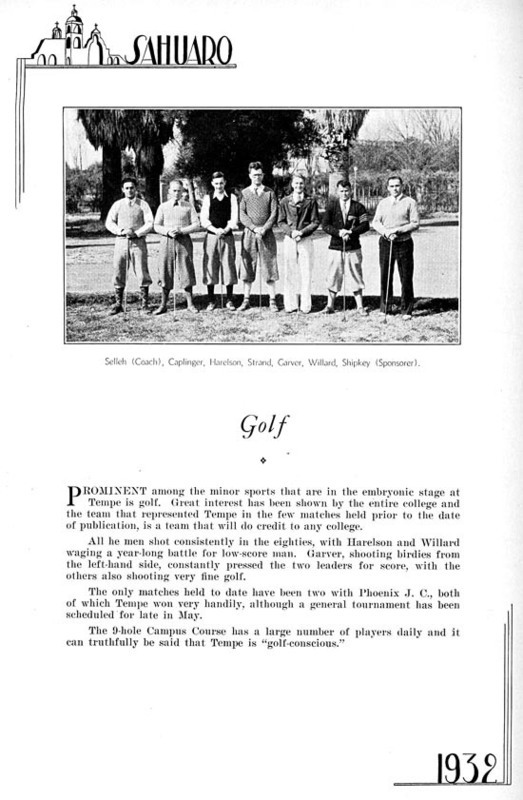 SAHUARO
Selleh (Coach), Caplinger, Harelson, Strand, Garver, Willard, Shipkey (Sponsorer).
Golf
PROMINENT among the minor sports that are in the embryonic stage at
Tempe is golf. Great interest has been shown by the entire college and
the team that represented Tempe in the few matches held prior to the date
of publication, is a team that will do credit to any college.
All he men shot consistently in the eighties, with Harelson and Willard
waging a year-long battle for low-score man. Garver, shooting birdies from
the left-hand side, constantly pressed the two leaders for score, with the
others also shooting very fine golf.
The only matches held to date have been two with Phoenix J. C., both
of which Tempe won very handily, although a general tournament has been
scheduled for late in May.
The 9-hole Campus Course has a large number of players daily and it
can truthfully be said that Tempe is "golf-conscious."
1932